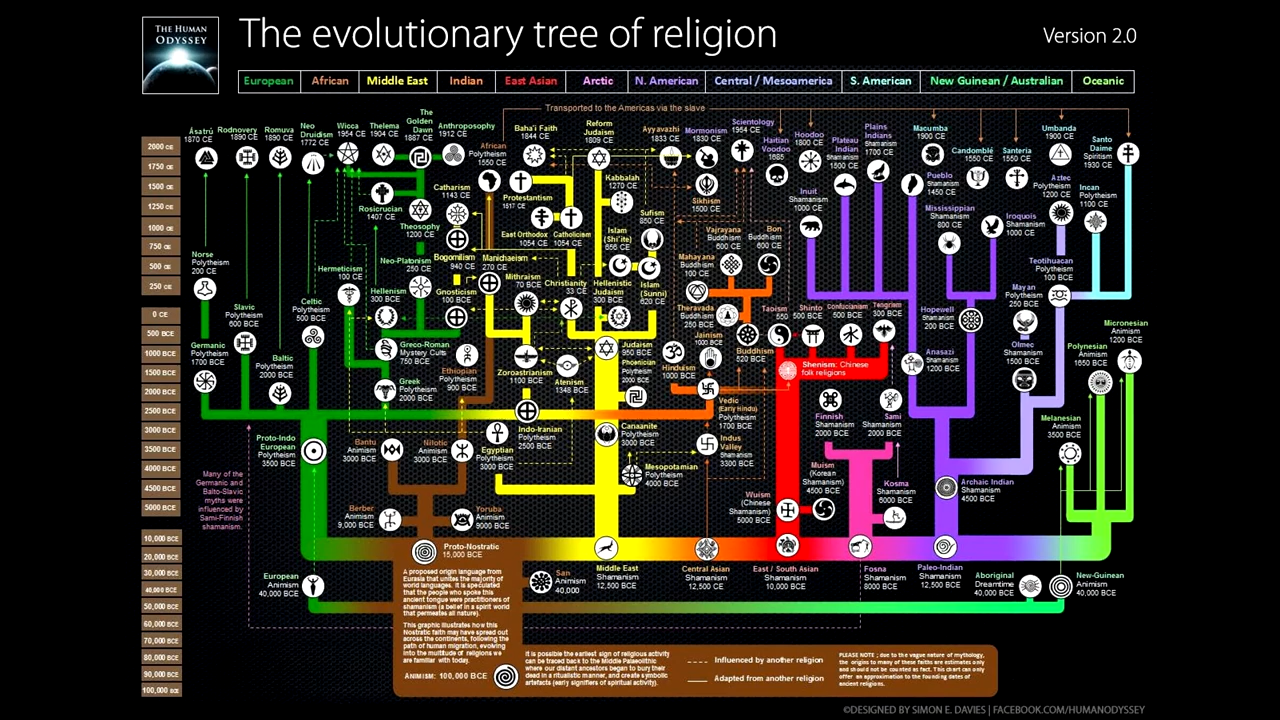 THE HUMAN
ODYSSEY
The evolutionary tree of religion
Version 2.0
European
African
Middle East
Indian
East Asian
Arctic
N. American
Central / Mesoamerica
S. American
New Guinean / Australian
Oceanic
Transported to the Americas via the slave
2000 CE
1750 CE
1500 CE
1250 CE
1000 CE
750 CE
500 CE
250 CE
0 CE
500 BCE
1000 BCE
1500 BCE
2000 BCE
2500 BCE
3000 BCE
3500 BCE
4000 BCE
4500 BCE
5000 BCE
10,000 BCE
20,000 BCE
30,000 BCE
40,000 BCE
50,000 BCE
60,000 BCE
70,000 BCE
80,000 BCE
90,000 BCE
100,000 BCE
Ásatrú
1870 CE
Rodnovery
1890 CE
Romuva
1890 CE
Neo
Druidism
1772 CE
Wicca
1954 CE
Thelema
1904 CE
The
Golden
Dawn
1887 CE
Anthroposophy
1912 CE
African
Polytheism
1550 CE
Baha'i Faith
1844 CE
Reform
Judaism
1809 CE
Ayyavazhi
1833 CE
Mormonism
1830 CE
Scientology
1954 CE
Haitian
Voodoo
1685
Hoodoo
1800 CE
Plateau
Indian
Shamanism
1500 CE
Plains
Indians
Shamanism
1700 CE
Macumba
1900 CE
Candomblé
1550 CE
Santeria
1550 CE
Umbanda
1900 CE
Santo
Daime
Spiritism
1930 CE
Rosicrucian
1407 CE
Catharism
1143 CE
Protestantism
1517 CE
Kabbalah
1270 CE
Sikhism
1500 CE
Inuit
Shamanism
1000 CE
Pueblo
Shamanism
1450 CE
Aztec
Polytheism
1200 CE
Incan
Polytheism
1100 CE
Theosophy
1200 CE
East Orthodox
1054 CE
Catholicism
1054 CE
Sufism
850 CE
Mississippian
Shamanism
800 CE
Iroquois
Shamanism
1000 CE
Islam
(Shi'ite)
656 CE
Vajrayana
Buddhism
600 CE
Bon
Buddhism
600 CE
Norse
Polytheism
200 CE
Hermeticism
100 CE
Neo-Platonism
250 CE
Bogomilism
940 CE
Manichaeism
270 CE
Mithraism
70 BCE
Christianity
33 CE
Hellenistic
Judaism
300 BCE
Islam
(Sunni)
620 CE
Mahayana
Buddhism
100 CE
Teotihuacan
Polytheism
100 BCE
Slavic
Polytheism
600 BCE
Celtic
Polytheism
500 BCE
Hellenism
300 BCE
Gnosticism
100 BCE
Theravada
Buddhism
250 BCE
Taoism
550
Shinto
500 BCE
Confucianism
500 BCE
Tengrism
300 BCE
Hopewell
Shamanism
200 BCE
Mayan
Polytheism
250 BCE
Germanic
Polytheism
1700 BCE
Baltic
Polytheism
2000 BCE
Greco-Roman
Mystery Cults
750 BCE
Greek
Polytheism
2000 BCE
Ethiopian
Polytheism
900 BCE
Zoroastrianism
1100 BCE
Atenism
1348 BCE
Judaism
950 BCE
Phoenician
Polytheism
2000 BCE
Hinduism
1000 BCE
Jainism
1000 BCE
Buddhism
520 BCE
Shenism: Chinese
folk religions
Anasazi
Shamanism
1200 BCE
Olmec
Shamanism
1500 BCE
Polynesian
Animism
1650 BCE
Micronesian
Animism
1200 BCE
Vedic
(Early Hindu)
Polytheism
1700 BCE
Finnish
Shamanism
2000 BCE
Sami
Shamanism
2000 BCE
Melanesian
Animism
3500 BCE
Proto-Indo
European
Polytheism
3500 BCE
Bantu
Animism
3000 BCE
Nilotic
Animism
3000 BCE
Egyptian
Polytheism
3000 BCE
Indo-Iranian
Polytheism
2500 BCE
Canaanite
Polytheism
3000 BCE
Indus
Valley
Shamanism
3300 BCE
Mesopotamian
Polytheism
4000 BCE
Muism
(Korean
Shamanism)
4500 BCE
Kosma
Shamanism
6000 BCE
Archaic Indian
Shamanism
4500 BCE
Many of the
Germanic and
Balto-Slavic
myths were
influenced by
Sami-Finnish
shamanism.
Berber
Animism
9,000 BCE
Yoruba
Animism
9000 BCE
Wuism
(Chinese
Shamanism)
5000 BCE
Proto-Nostratic
15,000 BCE
European
Animism
40,000 BCE
San
Animism
40,000
Middle East
Shamanism
12,500 BCE
Central Asian
Shamanism
12,500 CE
East / South Asian
Shamanism
12,500 BCE
Fosna
Shamanism
8000 BCE
Paleo-Indian
Shamanism
12,500 BCE
Aboriginal
Dreamtime
40,000 BCE
New-Guinean
Animism
40,000 BCE
A proposed origin language from
Eurasia that unites the majority of
world languages. It is speculated
that the people who spoke this
ancient tongue were practitioners of
shamanism (a belief in a spirit world
that permeates all nature).
This graphic illustrates how this
Nostratic faith may have spread out
across the continents, following the
path of human migration, evolving
into the multitude of religions we
are familiar with today.
ANIMISM: 100,000 BCE
It is possible the earliest sign of religious activity
can be traced back to the Middle Palaeolithic
where our distant ancestors began to bury their
dead in a ritualistic manner, and create symbolic
artefacts (early signifiers of spiritual activity).
Influenced by another religion
Adapted from another religion
PLEASE NOTE ; due to the vague nature of mythology,
the origins to many of these faiths are estimates only
and should not be counted as fact. This chart can only
offer an approximation to the founding dates of
ancient religions.
©DESIGNED BY SIMON E. DAVIES | FACEBOOK.COM/HUMANODYSSEY